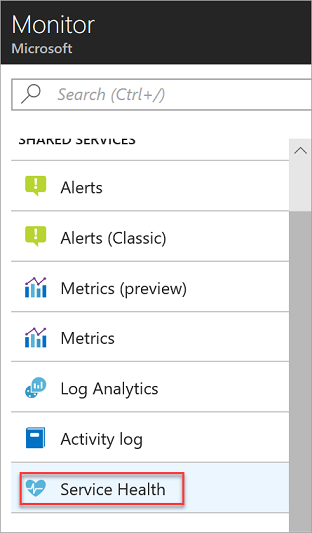 Monitor
Microsoft
Search (Ctrl+/)
SHARED SERVICES
Alerts
Alerts (Classic)
Metrics (preview)
Metrics
Log Analytics
Activity log
Service Health